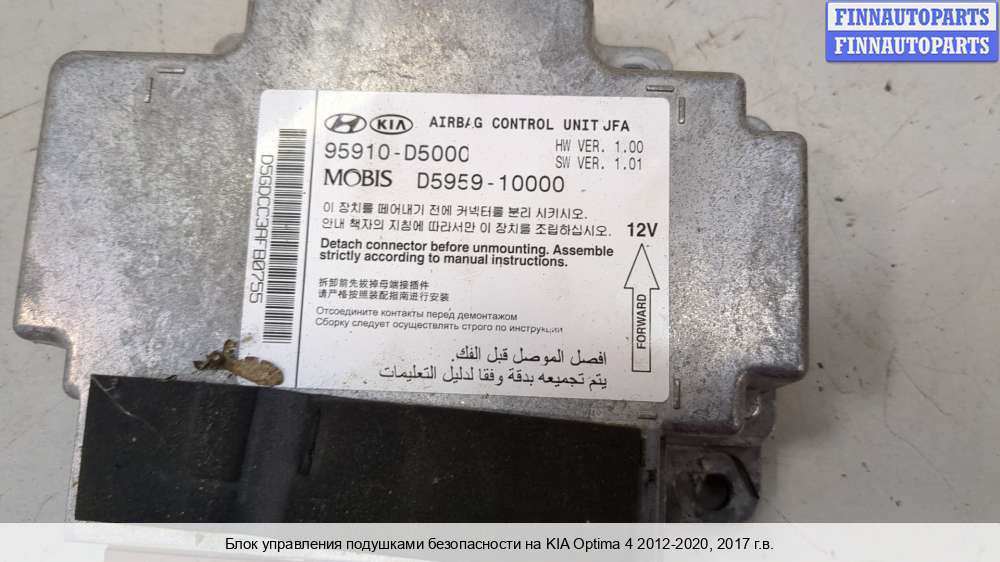 FINNAUTOPARTS
FINNAUTOPARTS
HYUNDAI KIA AIRBAG CONTROL UNIT JFA
95910-D5000
HW VER. 1.00
SW VER. 1.01
MOBIS D5959-10000
이 장치를 떼어내기 전에 커넥터를 분리 시키시오.
안내 책자의 지침에 따라서만 이 장치를 조립하십시오.
12V
Detach connector before unmounting. Assemble
strictly according to manual instructions.
拆卸前先拔掉母端接插件
请严格按照装配指南进行安装
Отсоедините контакты перед демонтажом
Сборку следует осуществлять строго по инструкции
FORWARD
افصل الموصل قبل الفك.
يتم تجميعه بدقة وفقا لدليل التعليمات
D5GDCC3AFB0755
Блок управления подушками безопасности на KIA Optima 4 2012-2020, 2017 г.в.